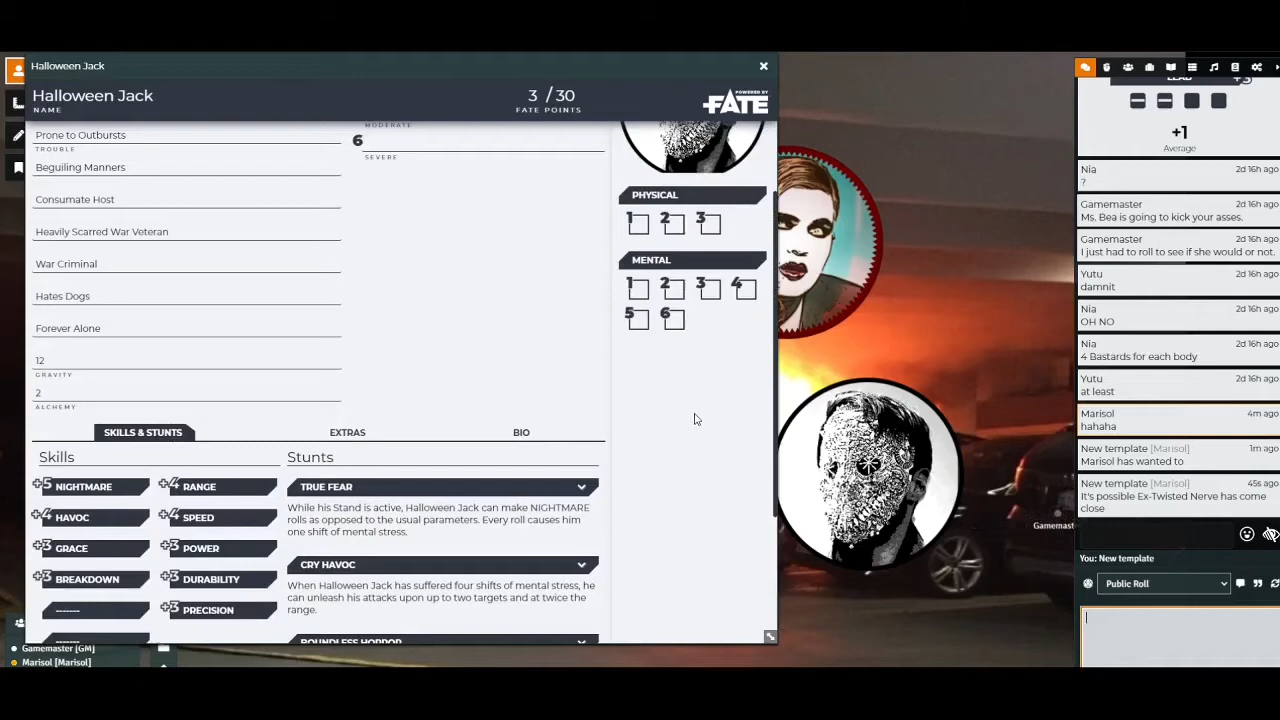 Halloween Jack
Halloween Jack
NAME
3 / 30
FATE POINTS
POWERED BY
FATE
Prone to Outbursts
TROUBLE
Beguiling Manners
Consumate Host
Heavily Scarred War Veteran
War Criminal
Hates Dogs
Forever Alone
12
GRAVITY
2
ALCHEMY
MODERATE
6
SEVERE
PHYSICAL
1 2 3
MENTAL
1 2 3 4
5 6
SKILLS & STUNTS
EXTRAS
BIO
Skills
+5 NIGHTMARE
+4 RANGE
+4 HAVOC
+4 SPEED
+3 GRACE
+3 POWER
+3 BREAKDOWN
+3 DURABILITY
-------
+3 PRECISION
-------
Stunts
TRUE FEAR
While his Stand is active, Halloween Jack can make NIGHTMARE
rolls as opposed to the usual parameters. Every roll causes him
one shift of mental stress.
CRY HAVOC
When Halloween Jack has suffered four shifts of mental stress, he
can unleash his attacks upon up to two targets and at twice the
range.
BOUNDLESS HORROR
Gamemaster [GM]
Marisol [Marisol]
Gamemast
LEAD
+3
+1
Average
Nia 2d 16h ago
?
Gamemaster 2d 16h ago
Ms. Bea is going to kick your asses.
Gamemaster 2d 16h ago
I just had to roll to see if she would or not.
Yutu 2d 16h ago
damnit
Nia 2d 16h ago
OH NO
Nia 2d 16h ago
4 Bastards for each body
Yutu 2d 16h ago
at least
Marisol 4m ago
hahaha
New template [Marisol] 1m ago
Marisol has wanted to
New template [Marisol] 45s ago
It's possible Ex-Twisted Nerve has come
close
You: New template
Public Roll